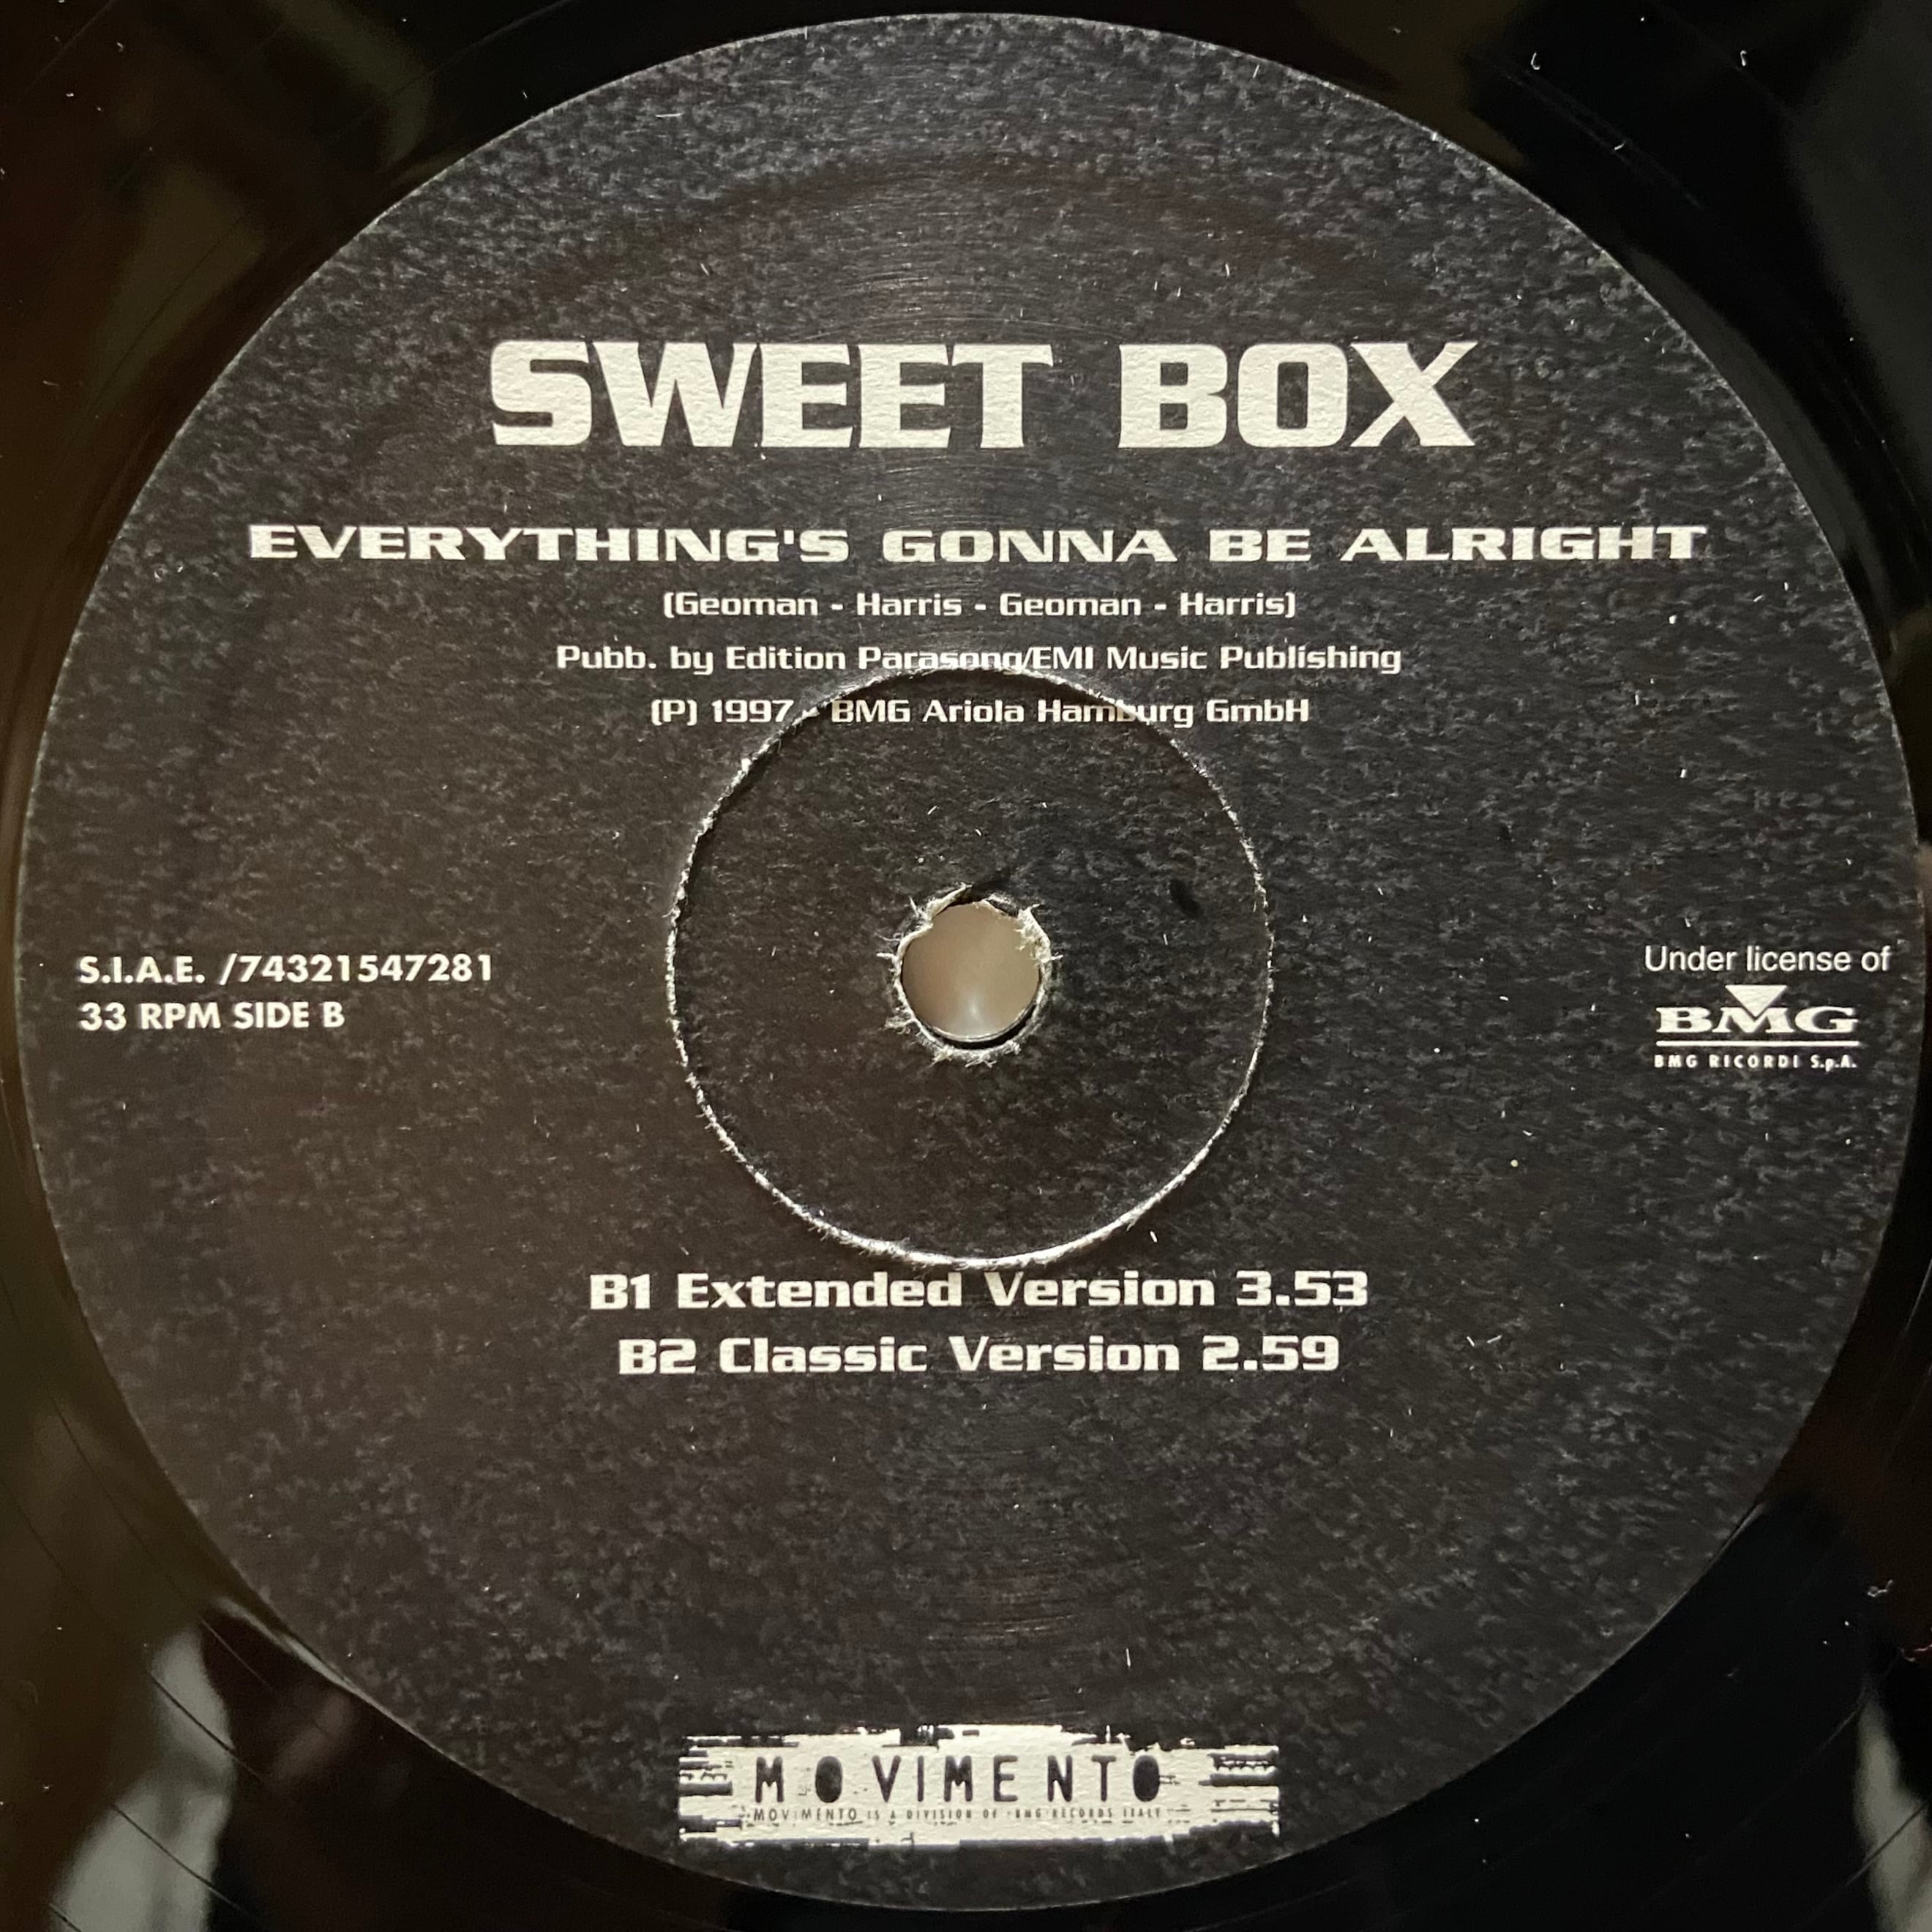 SWEET BOX
EVERYTHING'S GONNA BE ALRIGHT
(Geoman - Harris - Geoman - Harris)
Pubb. by Edition Parasong/EMI Music Publishing
(P) 1997 - BMG Ariola Hamburg GmbH
S.I.A.E. /74321547281
33 RPM SIDE B
Under license of
BMG
BMG RICORDI S.p.A.
B1 Extended Version 3.53
B2 Classic Version 2.59
MOVIMENTO
MOVIMENTO IS A DIVISION OF BMG RECORDS ITALY